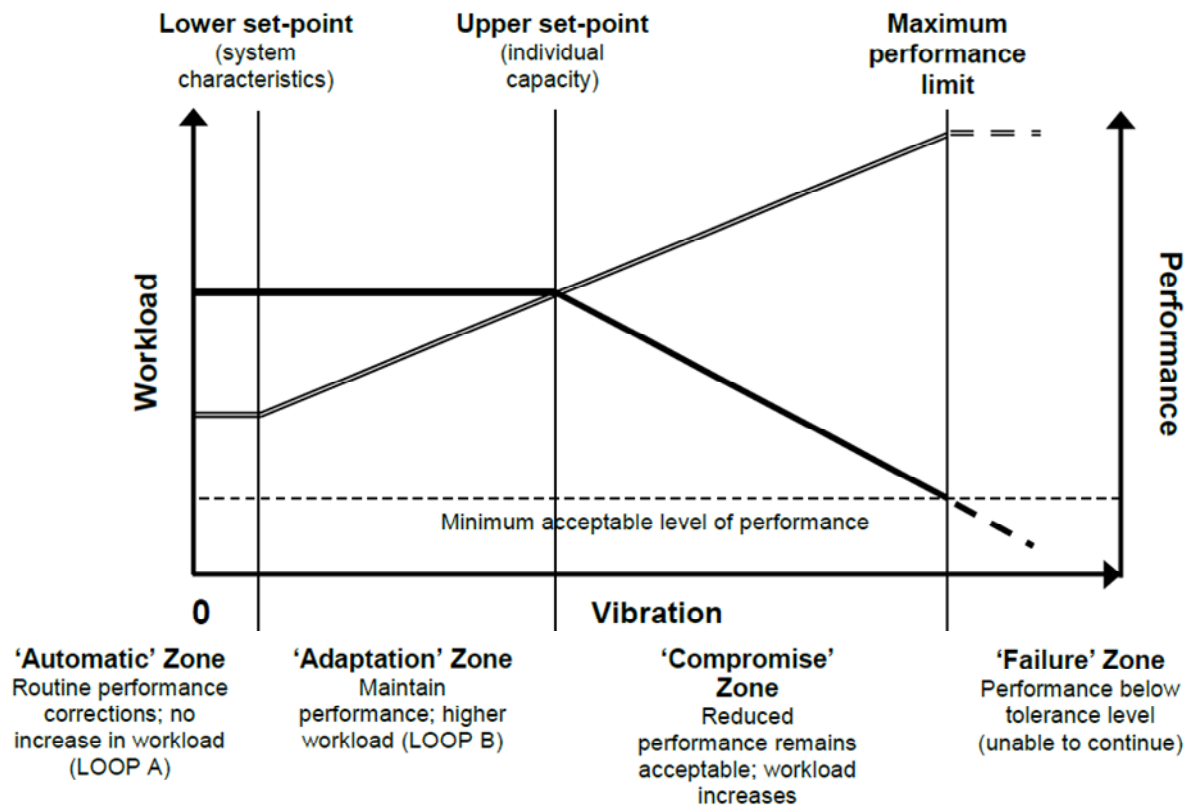 Lower set-point
(system
characteristics)
Upper set-point
(individual
capacity)
Maximum
performance
limit
Workload
Performance
Minimum acceptable level of performance
0
Vibration
‘Automatic’ Zone
Routine performance
corrections; no
increase in workload
(LOOP A)
‘Adaptation’ Zone
Maintain
performance; higher
workload (LOOP B)
‘Compromise’
Zone
Reduced
performance remains
acceptable; workload
increases
‘Failure’ Zone
Performance below
tolerance level
(unable to continue)